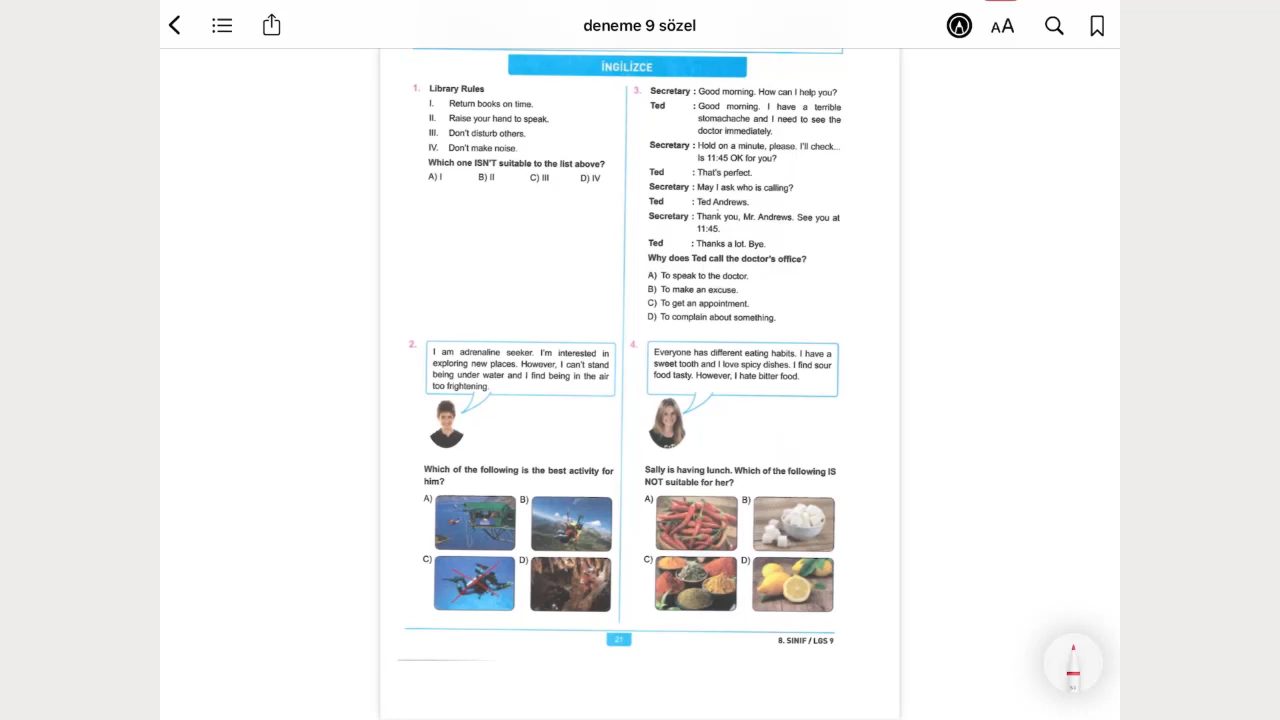 deneme 9 sözel
AA
İNGİLİZCE
1. Library Rules
I. Return books on time.
II. Raise your hand to speak.
III. Don't disturb others.
IV. Don't make noise.
Which one ISN'T suitable to the list above?
A) I B) II C) III D) IV
2. I am adrenaline seeker. I'm interested in
exploring new places. However, I can't stand
being under water and I find being in the air
too frightening.
Which of the following is the best activity for
him?
A) B)
C) D)
3. Secretary : Good morning. How can I help you?
Ted : Good morning. I have a terrible
stomachache and I need to see the
doctor immediately.
Secretary : Hold on a minute, please. I'll check...
Is 11:45 OK for you?
Ted : That's perfect.
Secretary : May I ask who is calling?
Ted : Ted Andrews.
Secretary : Thank you, Mr. Andrews. See you at
11:45.
Ted : Thanks a lot. Bye.
Why does Ted call the doctor's office?
A) To speak to the doctor.
B) To make an excuse.
C) To get an appointment.
D) To complain about something.
4. Everyone has different eating habits. I have a
sweet tooth and I love spicy dishes. I find sour
food tasty. However, I hate bitter food.
Sally is having lunch. Which of the following IS
NOT suitable for her?
A) B)
C) D)
21
8. SINIF / LGS 9